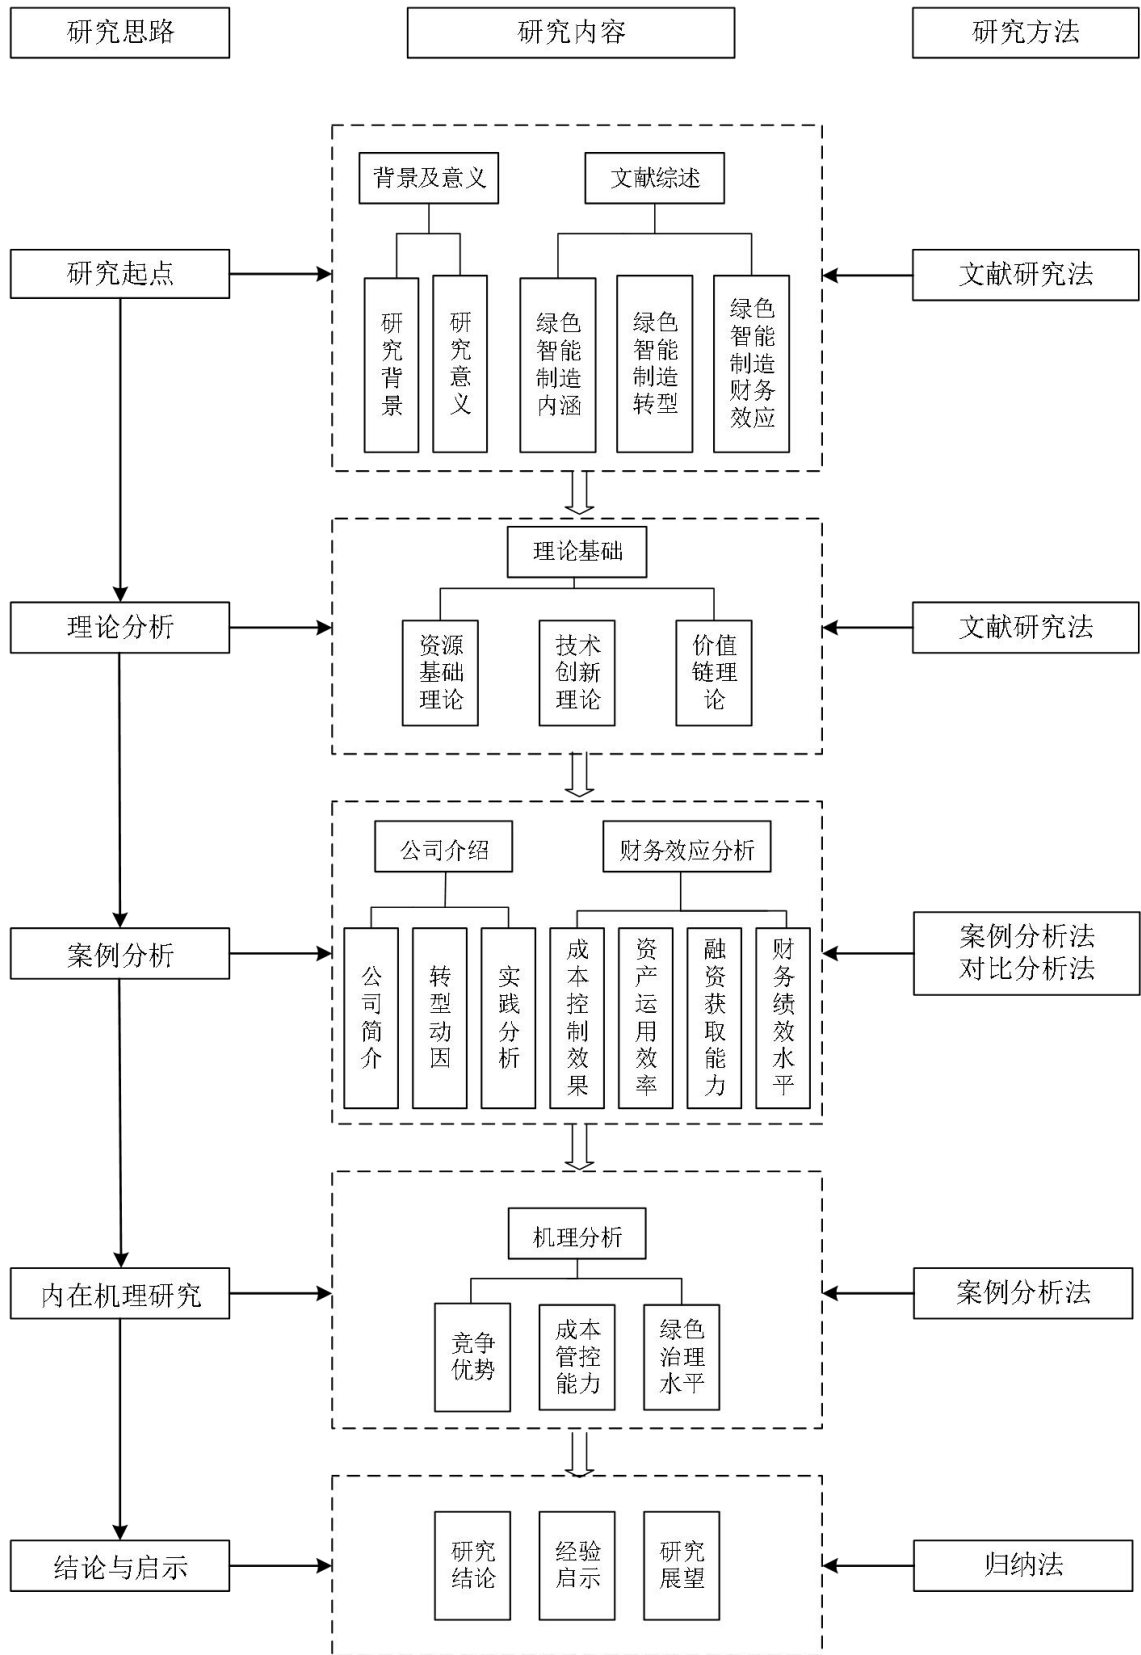 研究思路
研究内容
研究方法
背景及意义
文献综述
研究起点
文献研究法
研
究
背
景
研
究
意
义
绿色
智能
制造
内涵
绿色
智能
制造
转型
绿色
智能
制造
财务
效应
理论基础
理论分析
文献研究法
资源
基础
理论
技术
创新
理论
价值
链理
论
公司介绍
财务效应分析
案例分析
案例分析法
对比分析法
公
司
简
介
转
型
动
因
实
践
分
析
成
本
控
制
效
果
资
产
运
用
效
率
融
资
获
取
能
力
财
务
绩
效
水
平
机理分析
内在机理研究
案例分析法
竞争
优势
成本
管控
能力
绿色
治理
水平
结论与启示
研究
结论
经验
启示
研究
展望
归纳法